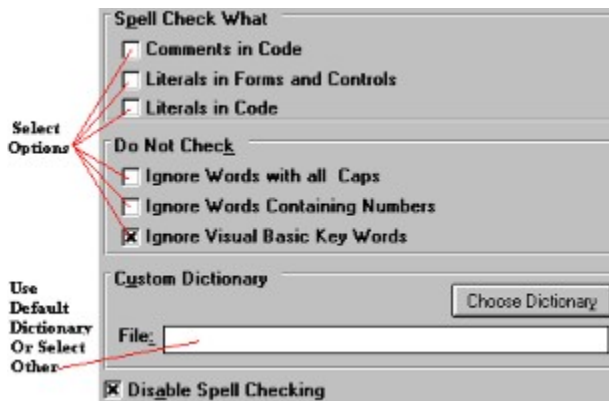 Spell Check What
Comments in Code
Literals in Forms and Controls
Literals in Code
Select
Options
Do Not Check
Ignore Words with all Caps
Ignore Words Containing Numbers
Ignore Visual Basic Key Words
Custom Dictionary
Choose Dictionary
Use
Default
Dictionary
Or Select
Other
File:
Disable Spell Checking